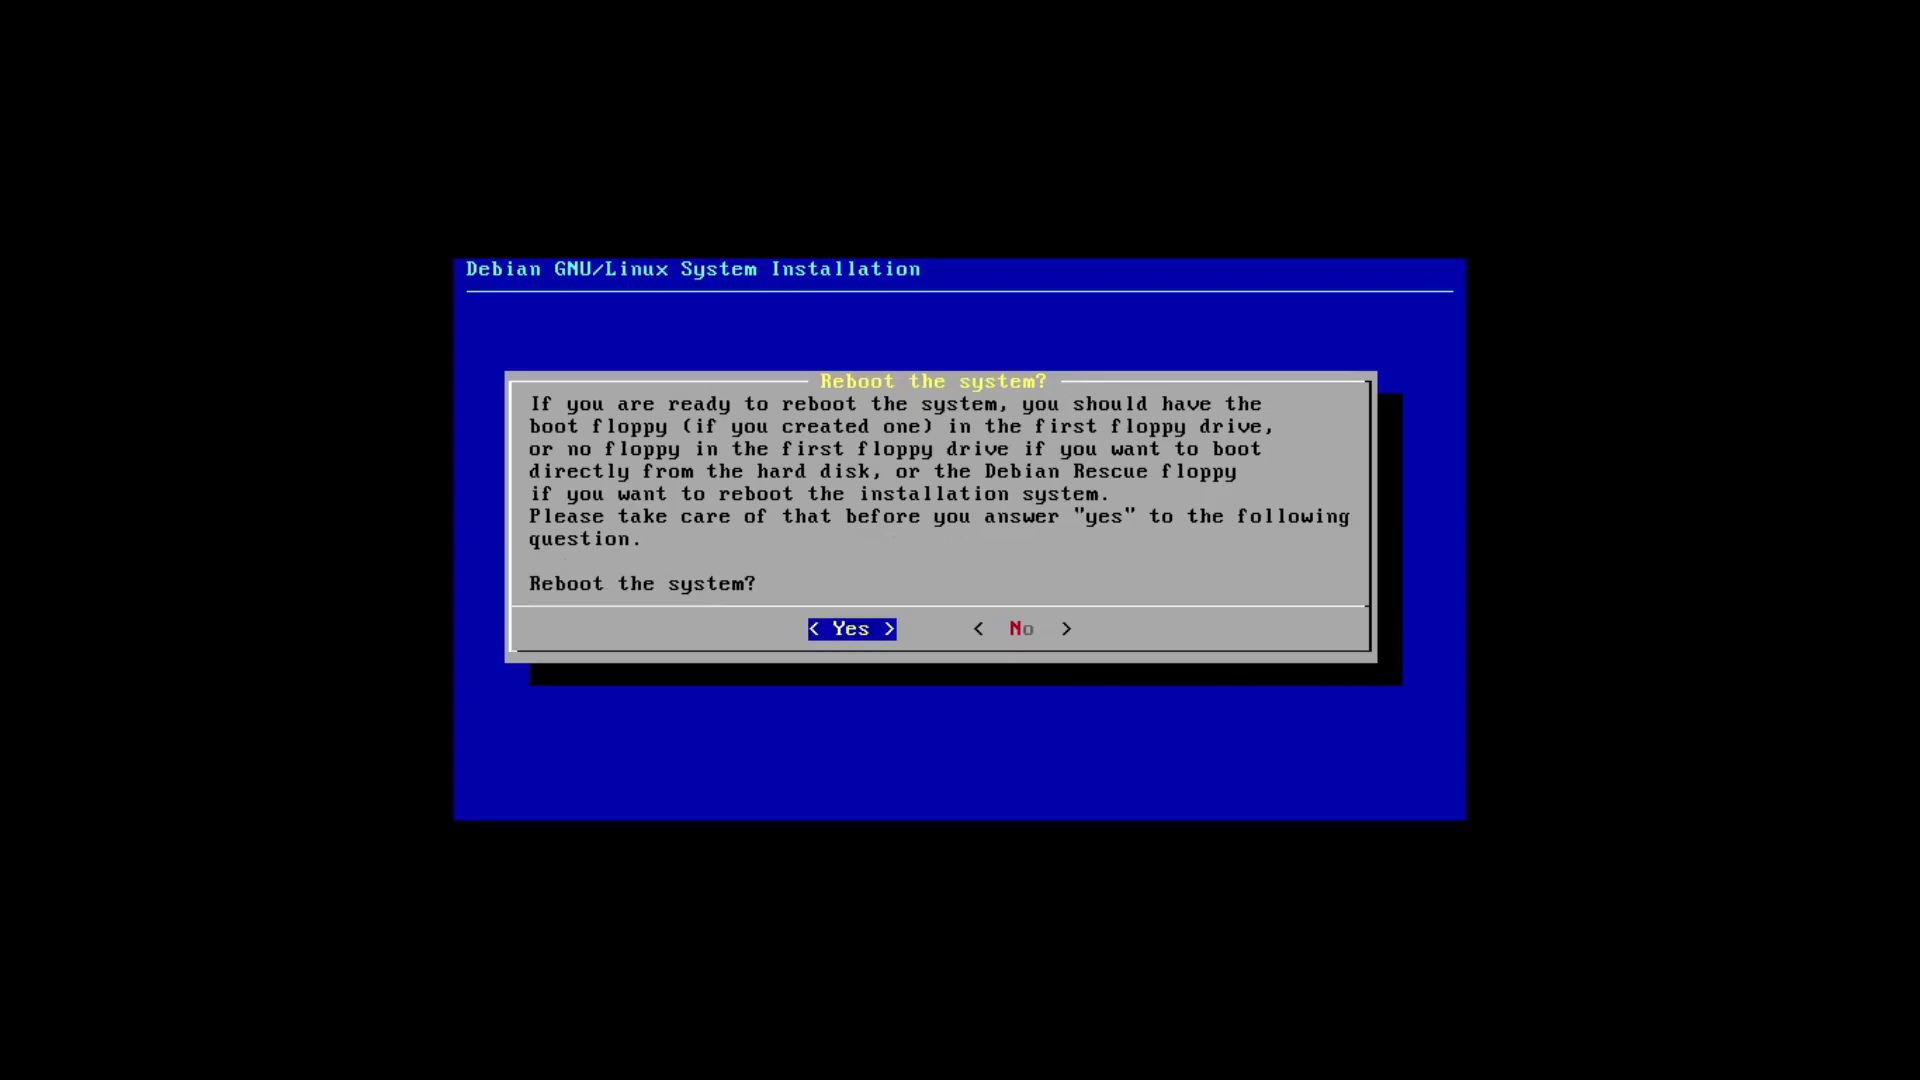 Debian GNU/Linux System Installation
Reboot the system?
If you are ready to reboot the system, you should have the
boot floppy (if you created one) in the first floppy drive,
or no floppy in the first floppy drive if you want to boot
directly from the hard disk, or the Debian Rescue floppy
if you want to reboot the installation system.
Please take care of that before you answer "yes" to the following
question.
Reboot the system?
< Yes > < No >